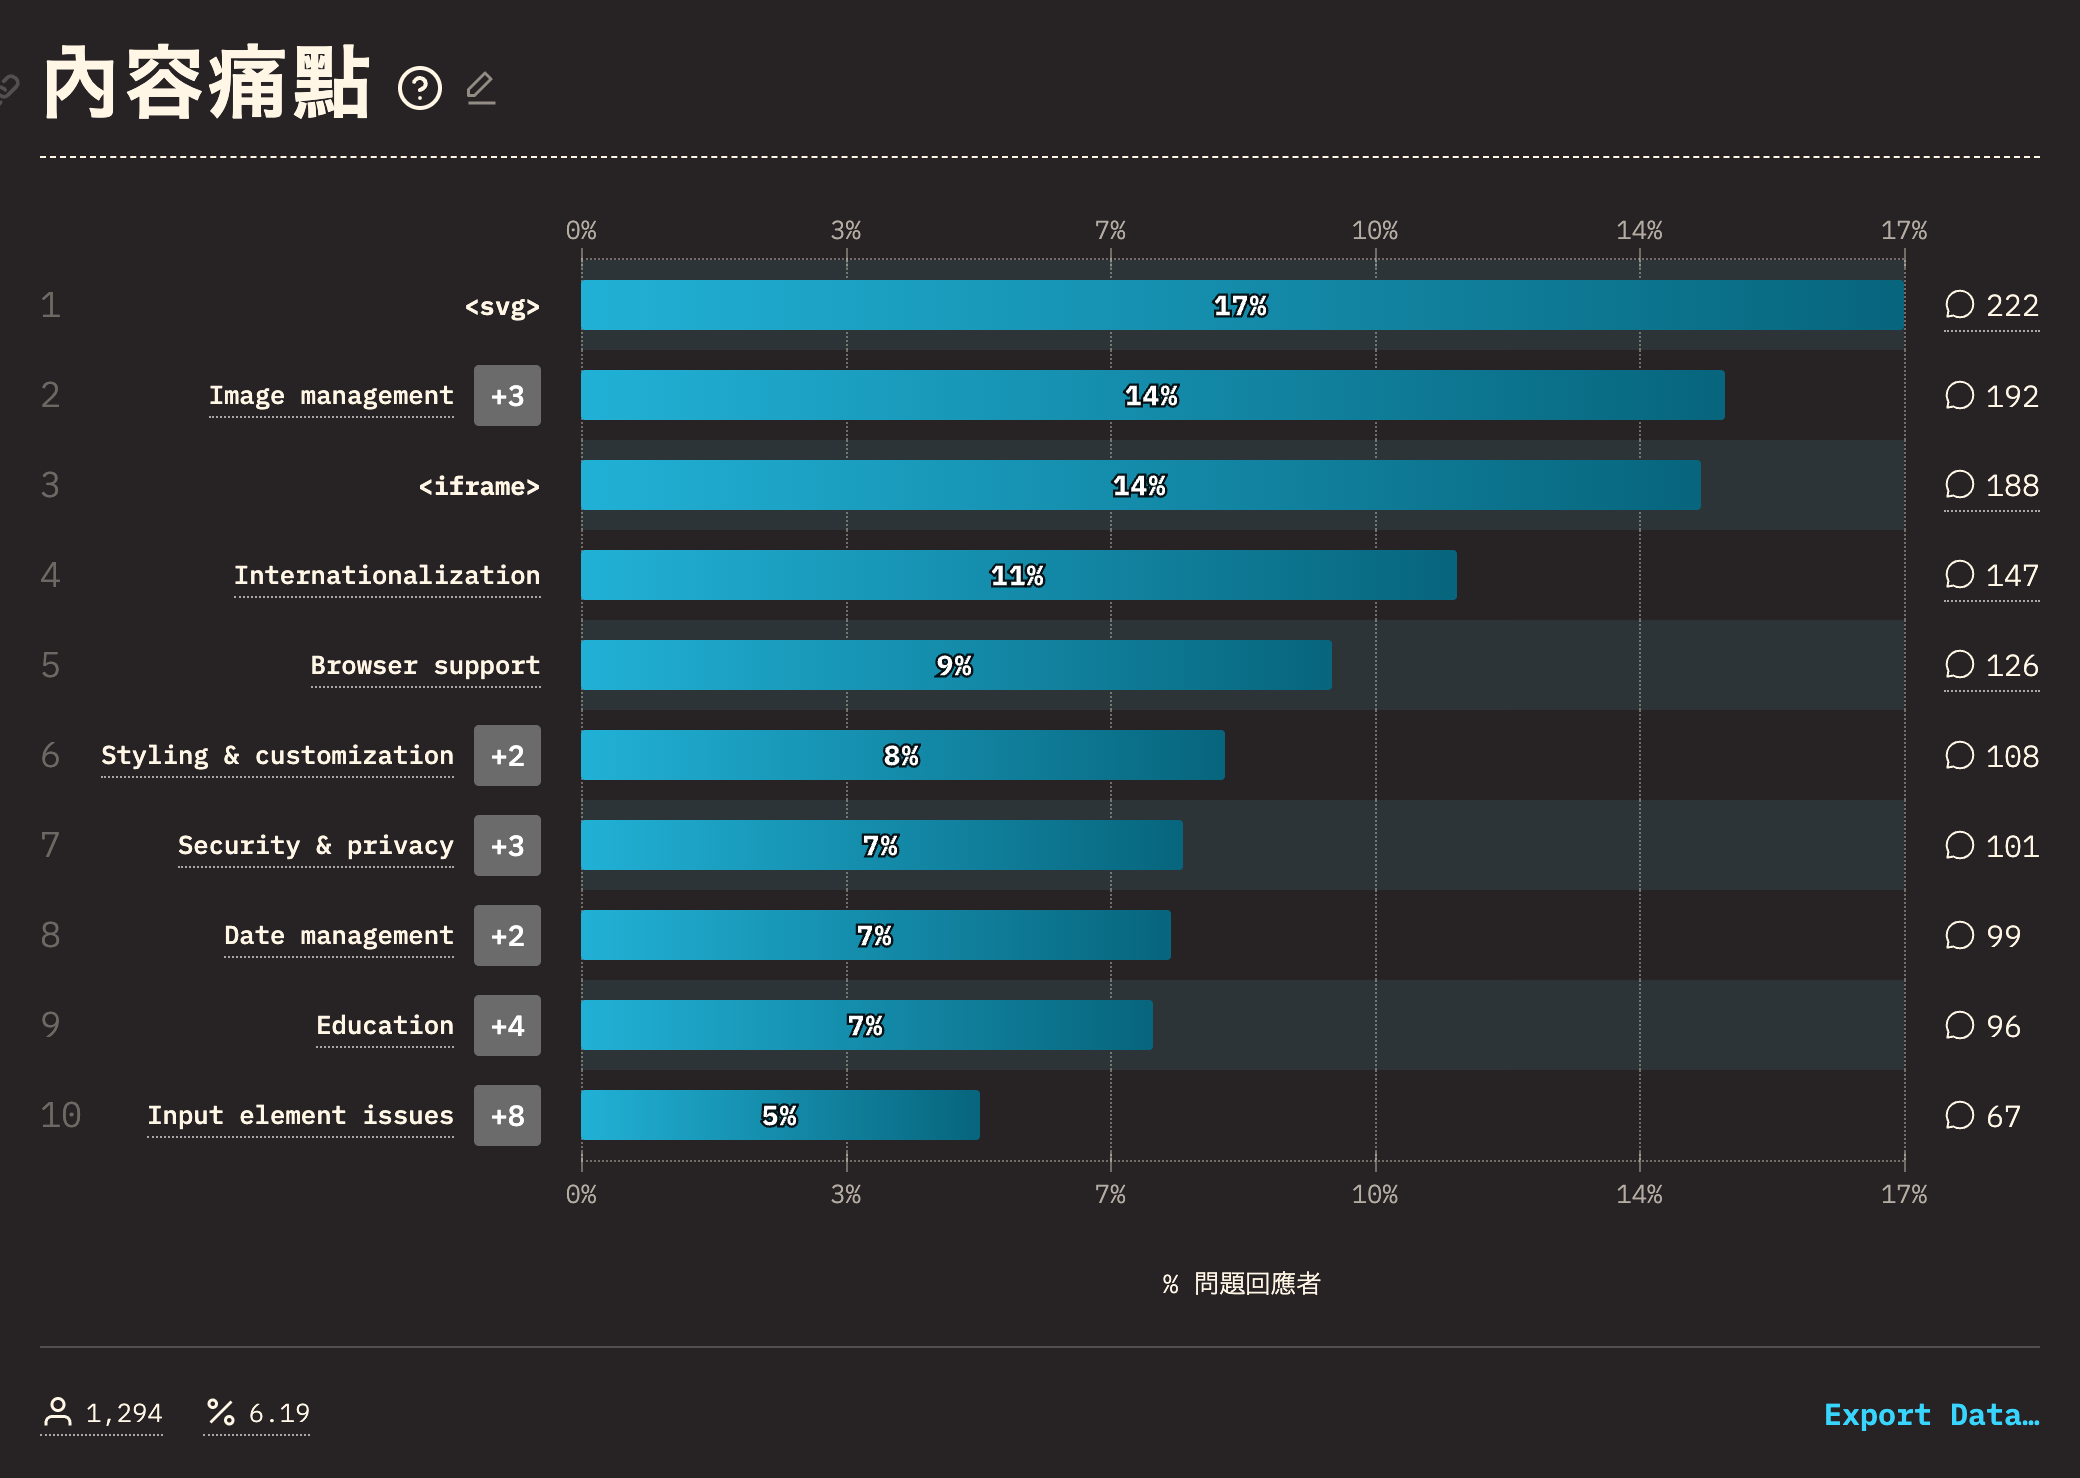 內容痛點
0% 3% 7% 10% 14% 17%
1 <svg> 17% 222
2 Image management +3 14% 192
3 <iframe> 14% 188
4 Internationalization 11% 147
5 Browser support 9% 126
6 Styling & customization +2 8% 108
7 Security & privacy +3 7% 101
8 Date management +2 7% 99
9 Education +4 7% 96
10 Input element issues +8 5% 67
0% 3% 7% 10% 14% 17%
% 問題回應者
1,294 % 6.19 Export Data…